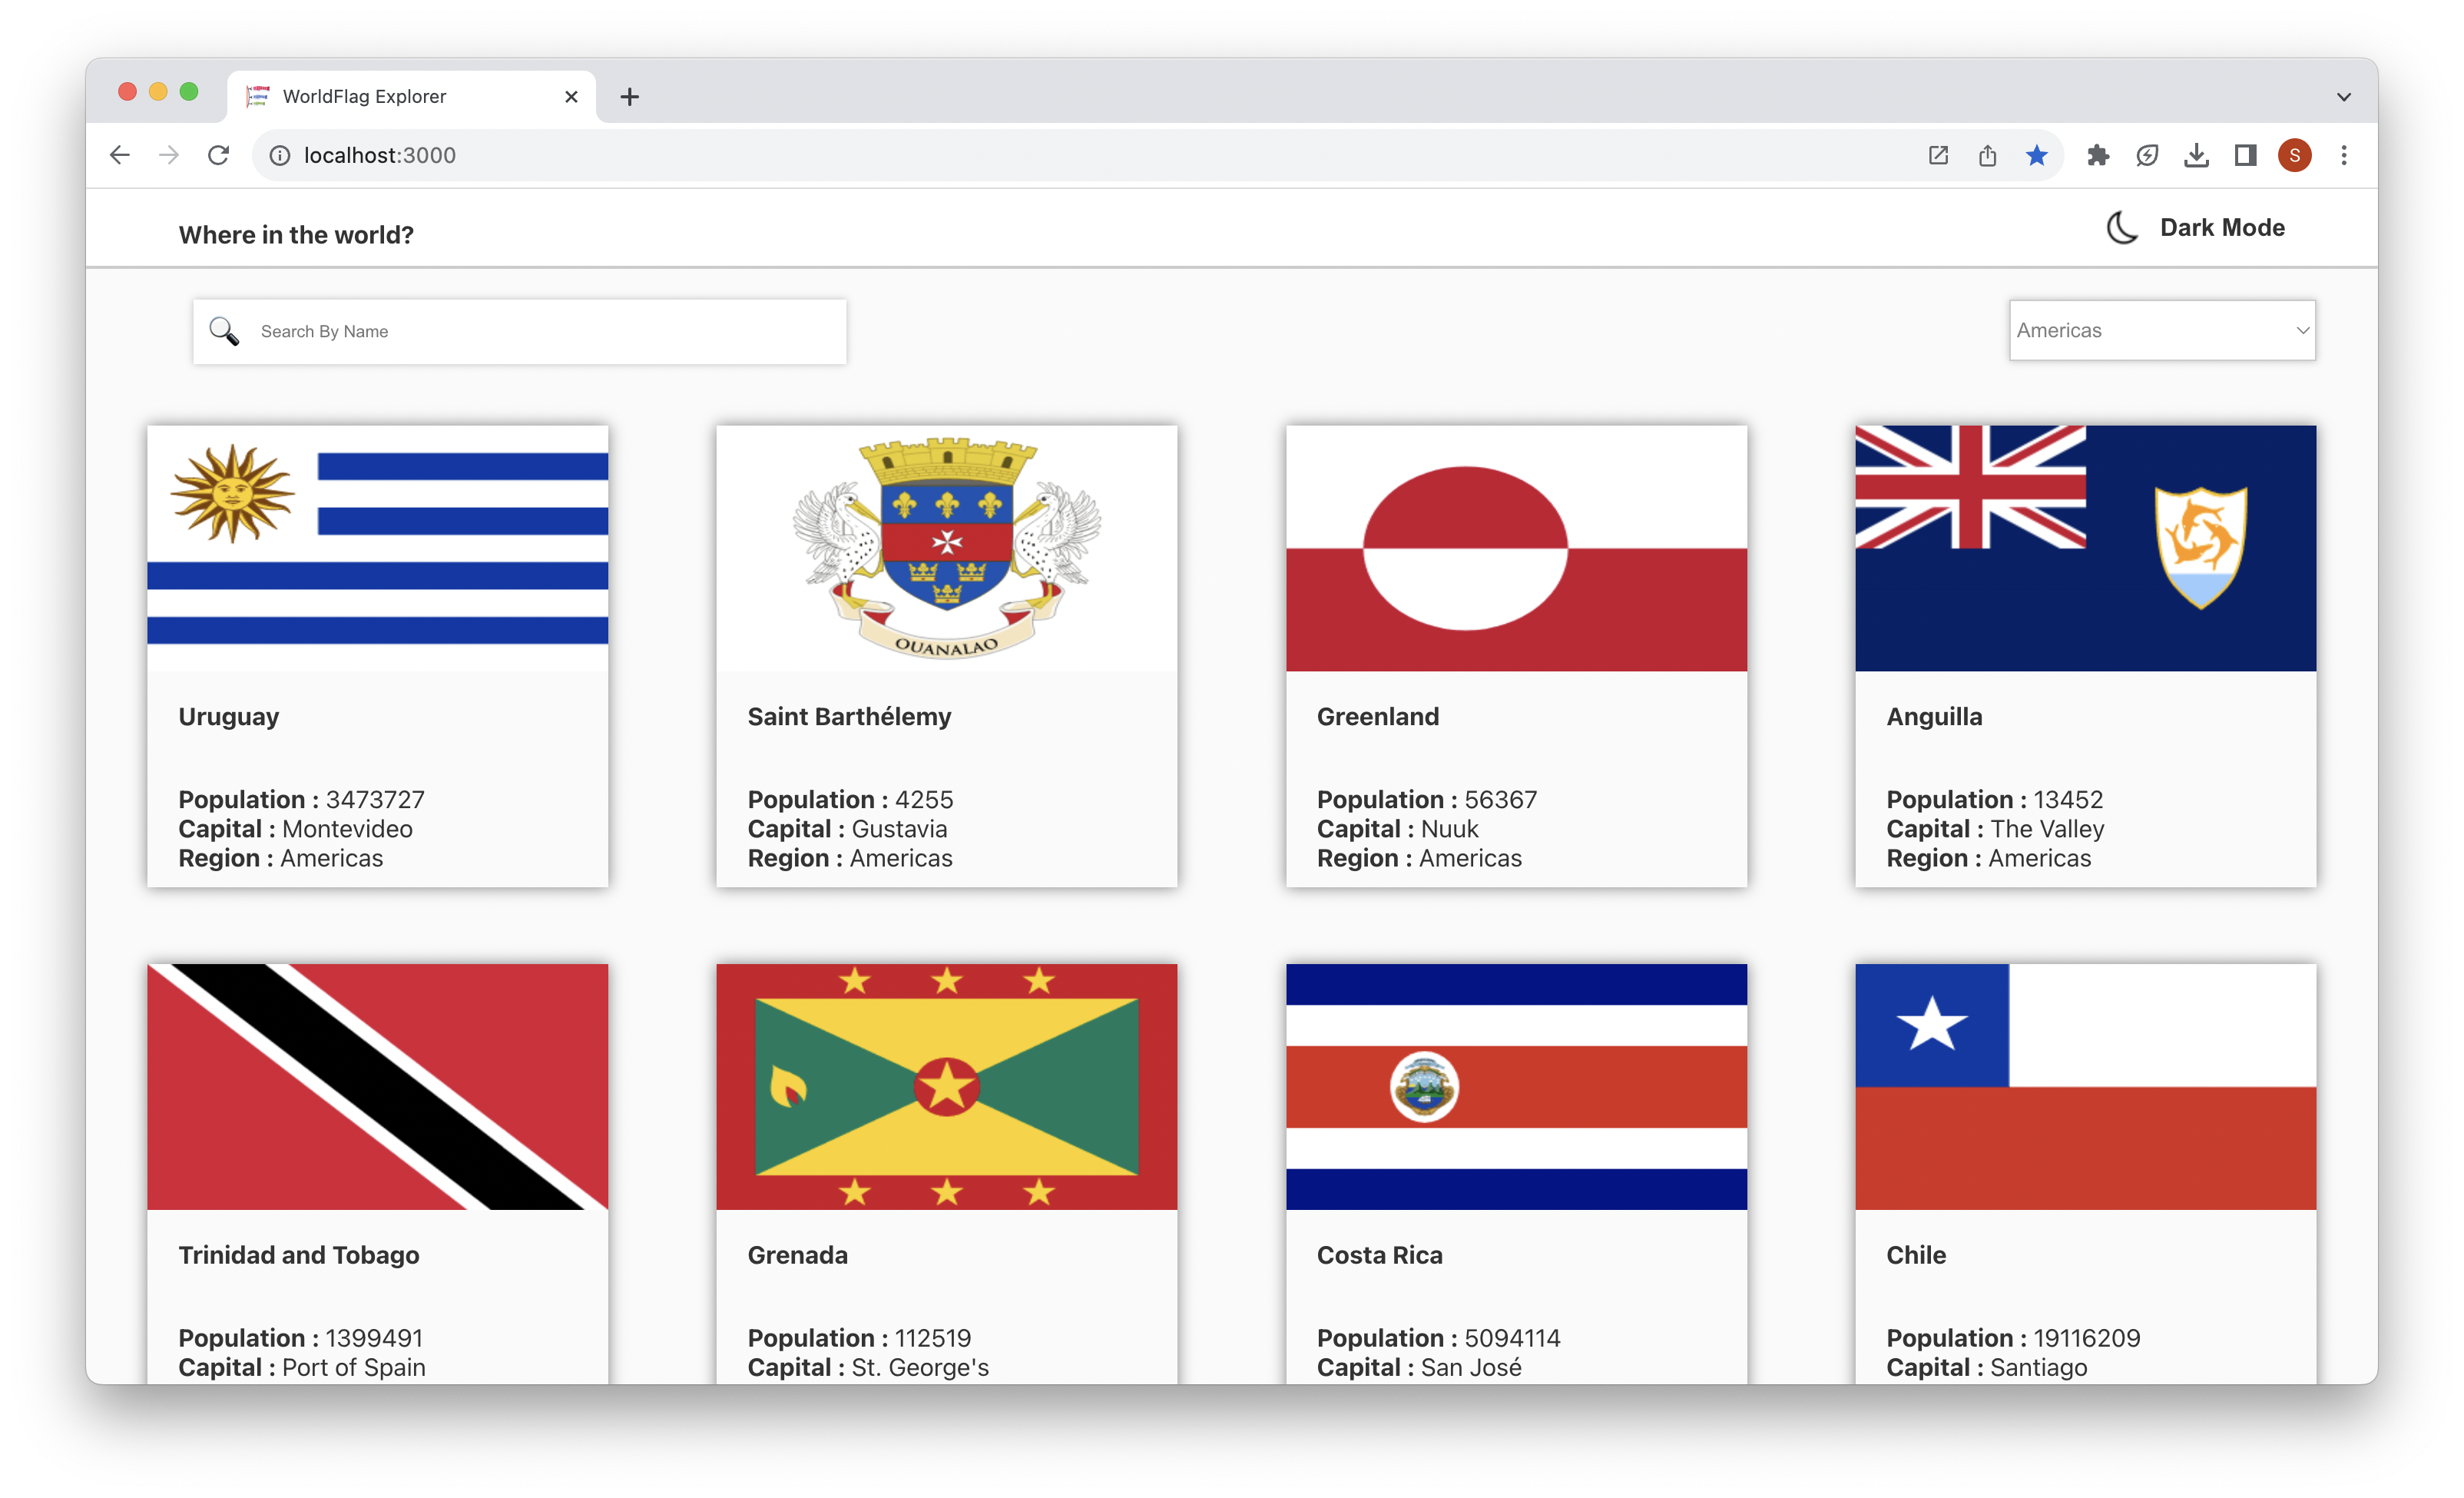 WorldFlag Explorer
localhost:3000
S
Where in the world?
Dark Mode
Search By Name
Americas
OUANALAO
Uruguay
Population : 3473727
Capital : Montevideo
Region : Americas
Saint Barthélemy
Population : 4255
Capital : Gustavia
Region : Americas
Greenland
Population : 56367
Capital : Nuuk
Region : Americas
Anguilla
Population : 13452
Capital : The Valley
Region : Americas
Trinidad and Tobago
Population : 1399491
Capital : Port of Spain
Grenada
Population : 112519
Capital : St. George's
Costa Rica
Population : 5094114
Capital : San José
Chile
Population : 19116209
Capital : Santiago